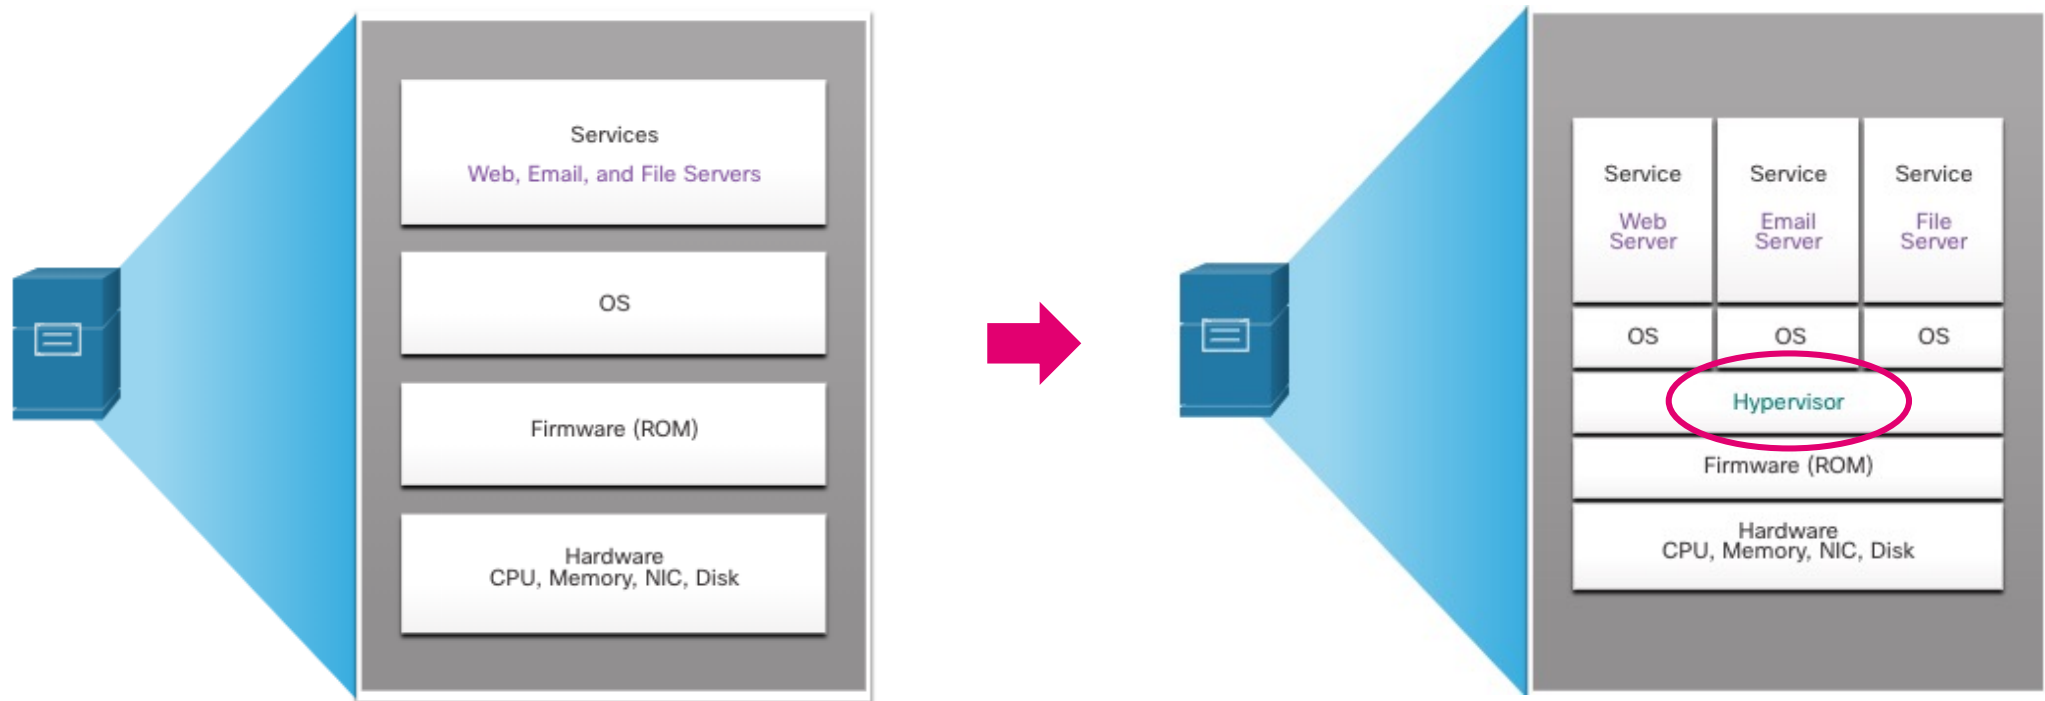 Services
Web, Email, and File Servers
OS
Firmware (ROM)
Hardware
CPU, Memory, NIC, Disk
Service
Web
Server
Service
Email
Server
Service
File
Server
OS
OS
OS
Hypervisor
Firmware (ROM)
Hardware
CPU, Memory, NIC, Disk